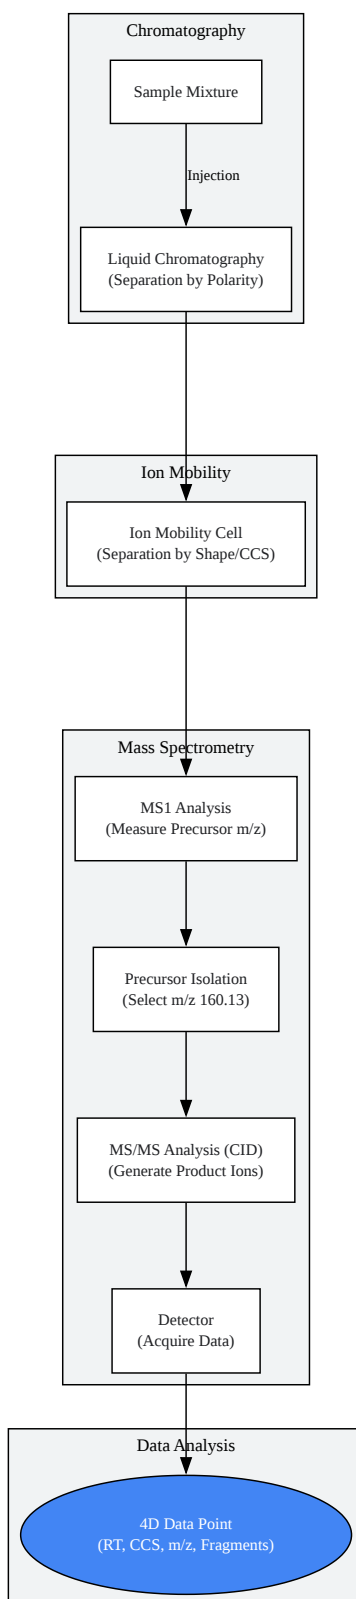 Chromatography
Sample Mixture
Injection
Liquid Chromatography
(Separation by Polarity)
Ion Mobility
Ion Mobility Cell
(Separation by Shape/CCS)
Mass Spectrometry
MS1 Analysis
(Measure Precursor m/z)
Precursor Isolation
(Select m/z 160.13)
MS/MS Analysis (CID)
(Generate Product Ions)
Detector
(Acquire Data)
Data Analysis
4D Data Point
(RT, CCS, m/z, Fragments)